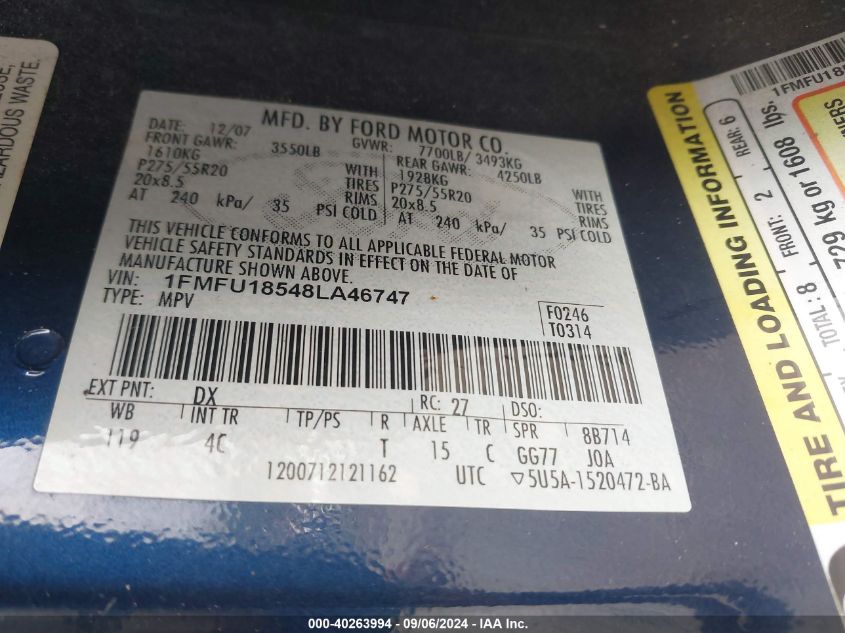 ZARDOUS WASTE.
MFD. BY FORD MOTOR CO.
DATE: 12/07
GVWR: 7700LB/ 3493KG
FRONT GAWR: 3550LB
REAR GAWR: 4250LB
1610KG WITH
1928KG WITH
P275/55R20 TIRES
P275/55R20 TIRES
20x8.5 RIMS
20x8.5 RIMS
AT 240 kPa/ 35 PSI COLD
AT 240 kPa/ 35 PSI COLD
THIS VEHICLE CONFORMS TO ALL APPLICABLE FEDERAL MOTOR
VEHICLE SAFETY STANDARDS IN EFFECT ON THE DATE OF
MANUFACTURE SHOWN ABOVE.
VIN: 1FMFU18548LA46747
TYPE: MPV
F0246
T0314
EXT PNT: DX RC: 27 DSO:
WB INT TR TP/PS R AXLE TR SPR 8B714
119 4C T 15 C GG77 J0A
1200712121162 UTC ▽5U5A-1520472-BA
TIRE AND LOADING INFORMATION
TOTAL: 8 FRONT: 2 REAR: 6
729 kg or 1608 lbs.
000-40263994 - 09/06/2024 - IAA Inc.